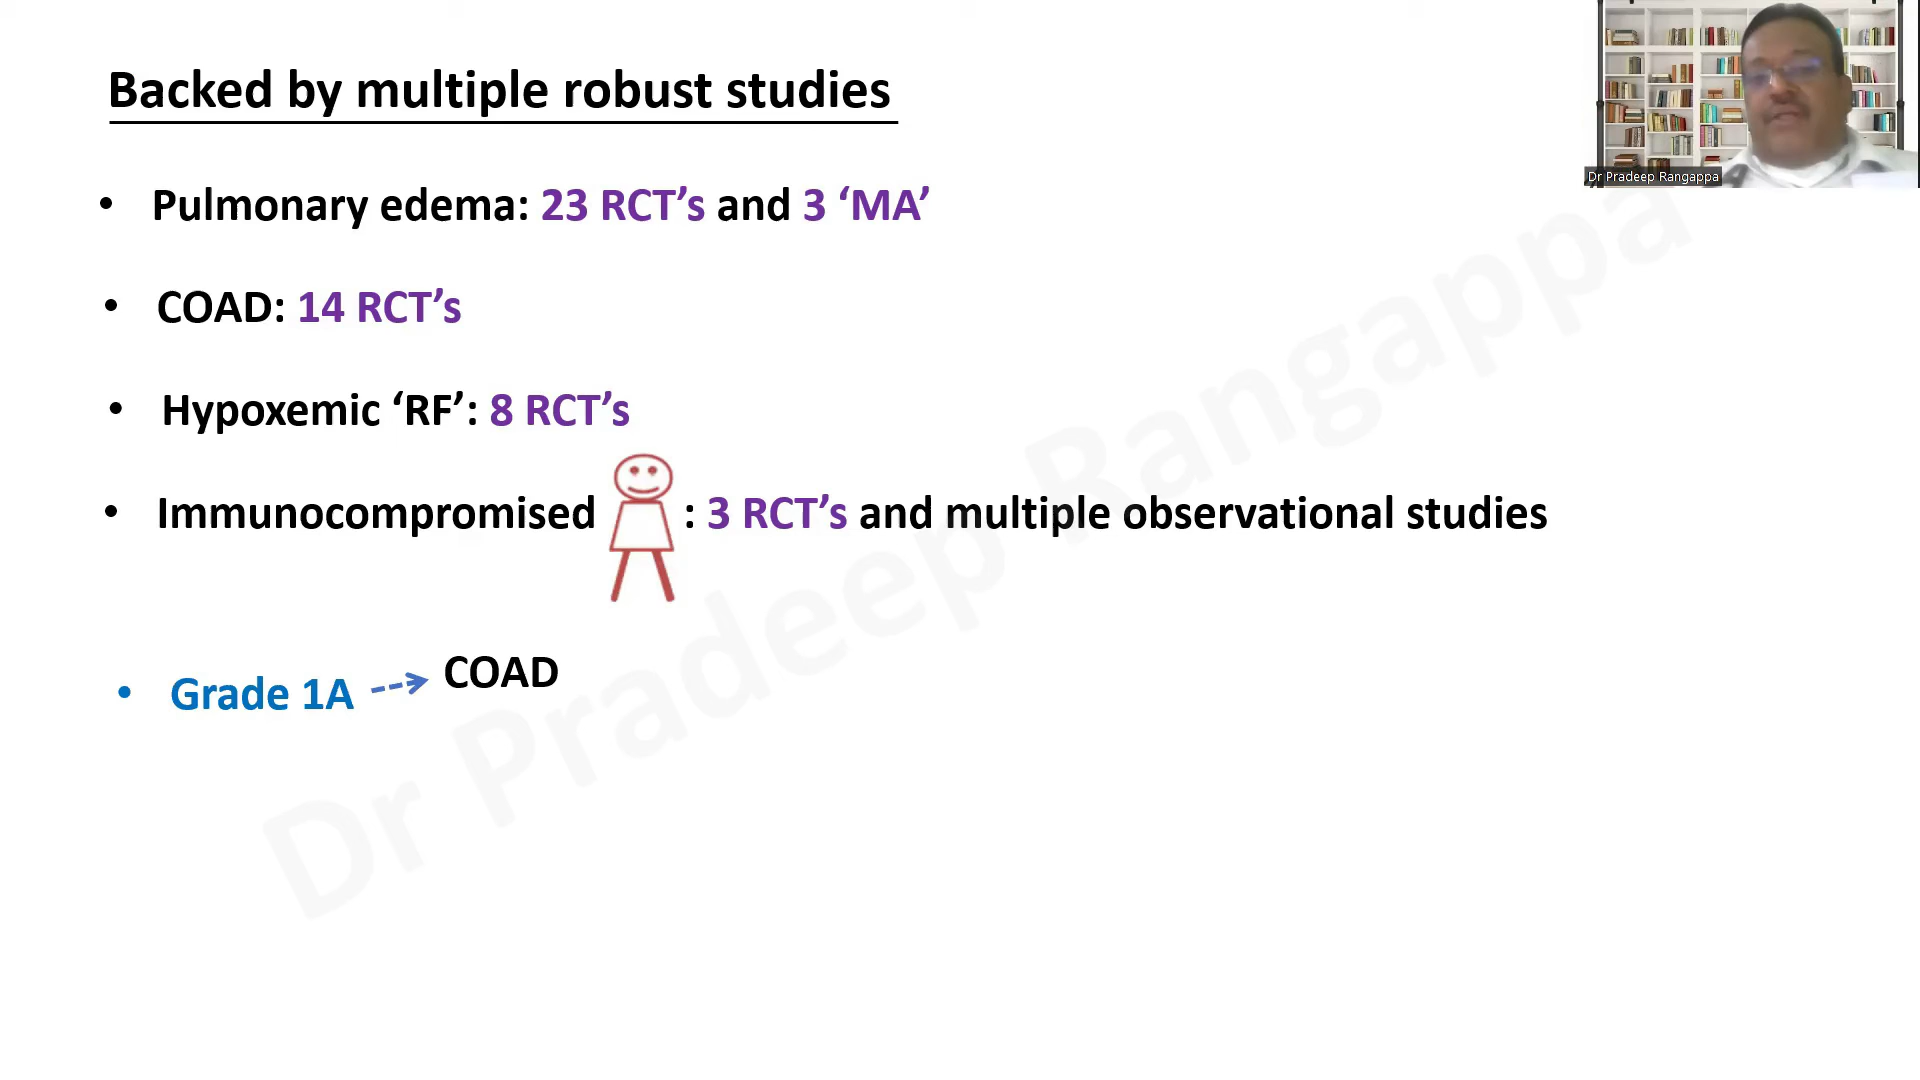 Backed by multiple robust studies
• Pulmonary edema: 23 RCT’s and 3 ‘MA’
• COAD: 14 RCT’s
• Hypoxemic ‘RF’: 8 RCT’s
• Immunocompromised : 3 RCT’s and multiple observational studies
• Grade 1A COAD
Dr Pradeep Rangappa
Dr Pradeep Rangappa